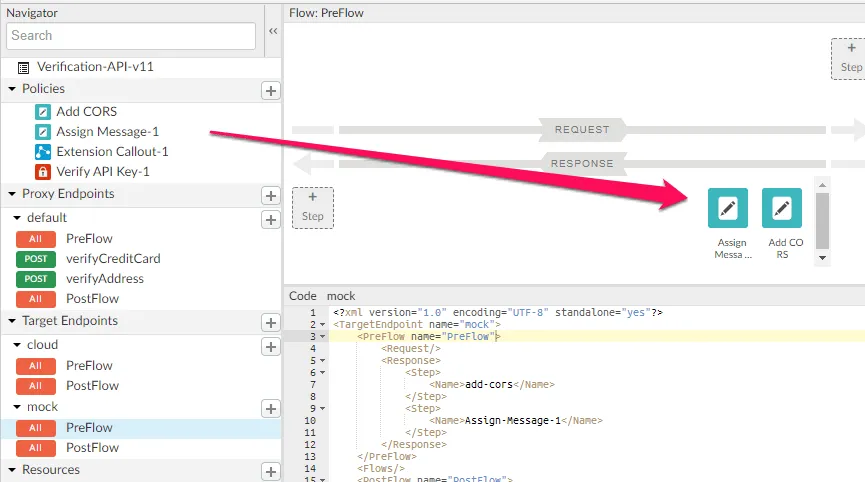 Navigator
Search
Verification-API-v11
Policies
Add CORS
Assign Message-1
Extension Callout-1
Verify API Key-1
Proxy Endpoints
default
All PreFlow
POST verifyCreditCard
POST verifyAddress
All PostFlow
Target Endpoints
cloud
All PreFlow
All PostFlow
mock
All PreFlow
All PostFlow
Resources
Flow: PreFlow
+
Step
REQUEST
RESPONSE
+
Step
Assign
Messa ...
Add CO
RS
Code mock
1 <?xml version="1.0" encoding="UTF-8" standalone="yes"?>
2 <TargetEndpoint name="mock">
3 <PreFlow name="PreFlow">
4 <Request/>
5 <Response>
6 <Step>
7 <Name>add-cors</Name>
8 </Step>
9 <Step>
10 <Name>Assign-Message-1</Name>
11 </Step>
12 </Response>
13 </PreFlow>
14 <Flows/>
15 <PostFlow name="PostFlow">